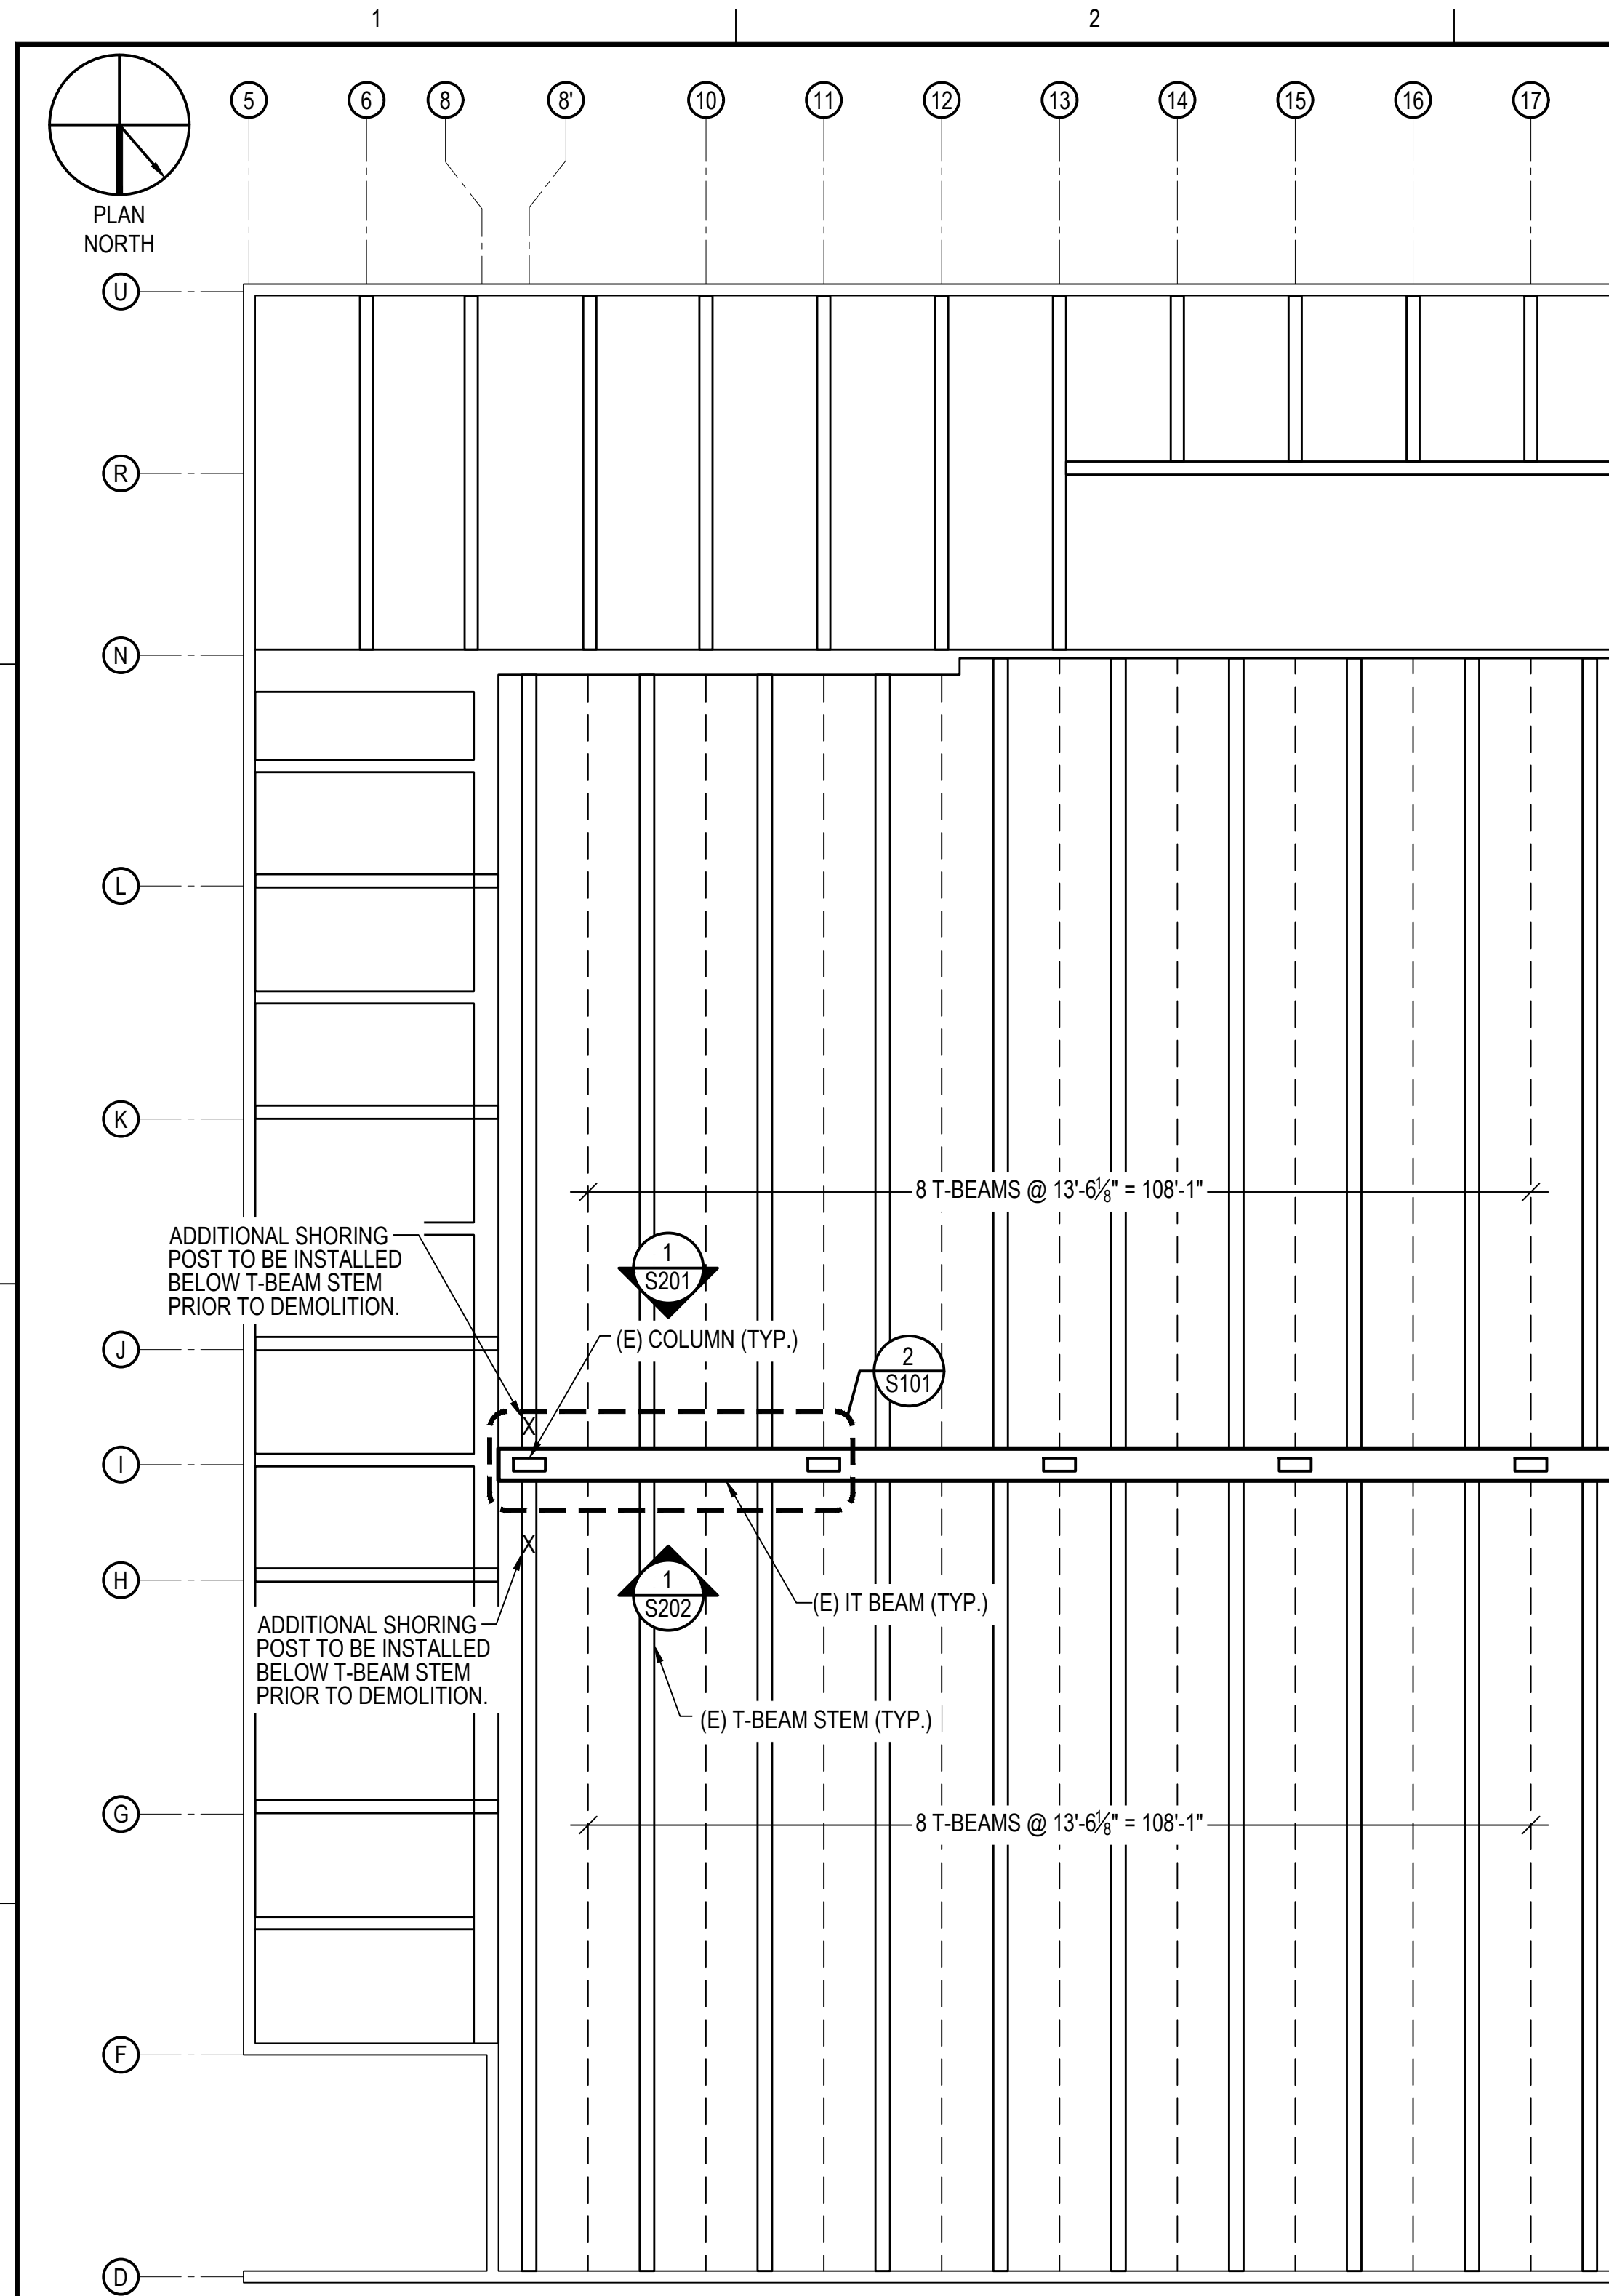 1
2
5
6
8
8'
10
11
12
13
14
15
16
17
PLAN
NORTH
U
R
N
L
K
8 T-BEAMS @ 13'-6⅛" = 108'-1"
ADDITIONAL SHORING
POST TO BE INSTALLED
BELOW T-BEAM STEM
PRIOR TO DEMOLITION.
1
S201
(E) COLUMN (TYP.)
J
2
S101
X
I
X
H
1
S202
(E) IT BEAM (TYP.)
ADDITIONAL SHORING
POST TO BE INSTALLED
BELOW T-BEAM STEM
PRIOR TO DEMOLITION.
(E) T-BEAM STEM (TYP.)
G
8 T-BEAMS @ 13'-6⅛" = 108'-1"
F
D